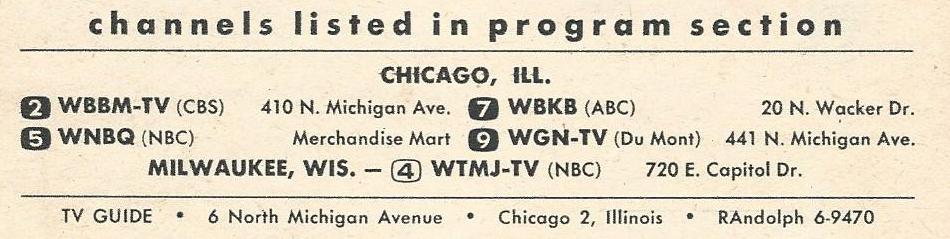 channels listed in program section
CHICAGO, ILL.
2 WBBM-TV (CBS) 410 N. Michigan Ave. 7 WBKB (ABC) 20 N. Wacker Dr.
5 WNBQ (NBC) Merchandise Mart 9 WGN-TV (Du Mont) 441 N. Michigan Ave.
MILWAUKEE, WIS. — 4 WTMJ-TV (NBC) 720 E. Capitol Dr.
TV GUIDE • 6 North Michigan Avenue • Chicago 2, Illinois • RAndolph 6-9470